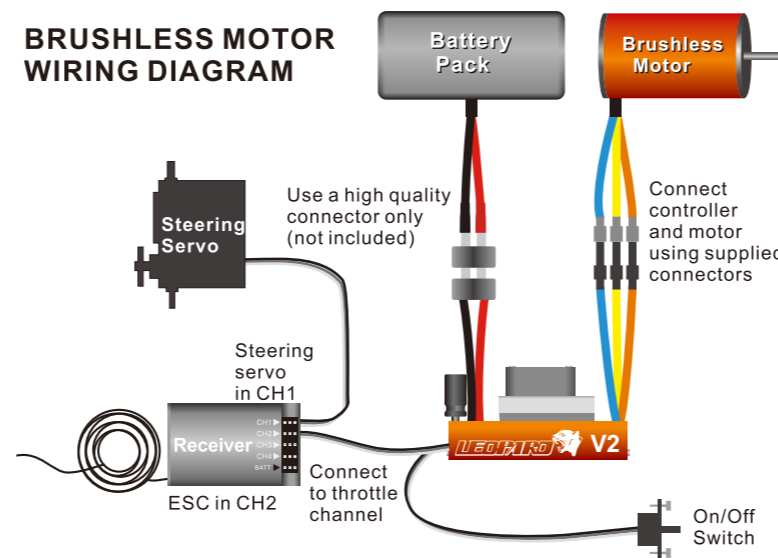 BRUSHLESS MOTOR
WIRING DIAGRAM
Battery
Pack
Brushless
Motor
Steering
Servo
Use a high quality
connector only
(not included)
Connect
controller
and motor
using supplied
connectors
Steering
servo
in CH1
Receiver
CH1
CH2
CH3
CH4
BATT
ESC in CH2
Connect
to throttle
channel
LEOPARD V2
On/Off
Switch